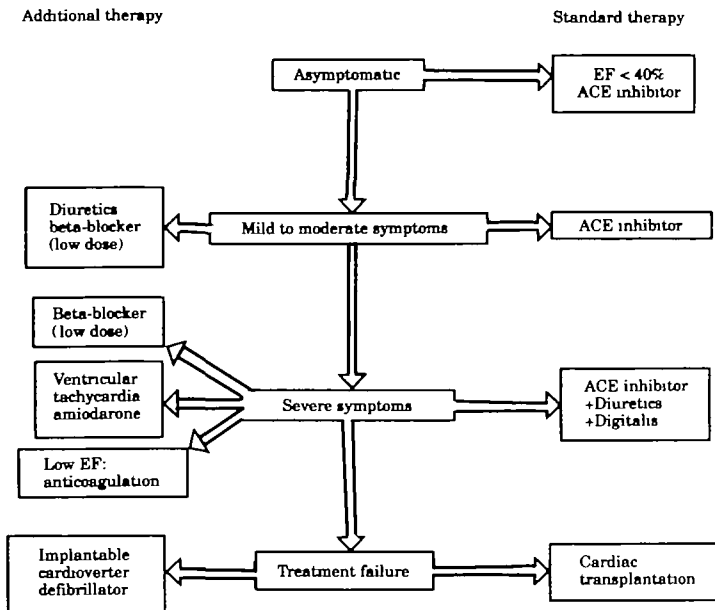 Additional therapy
Standard therapy
Asymptomatic
EF < 40%
ACE inhibitor
Diuretics
beta-blocker
(low dose)
Mild to moderate symptoms
ACE inhibitor
Beta-blocker
(low dose)
Ventricular
tachycardia
amiodarone
Low EF:
anticoagulation
Severe symptoms
ACE inhibitor
+Diuretics
+Digitalis
Implantable
cardioverter
defibrillator
Treatment failure
Cardiac
transplantation